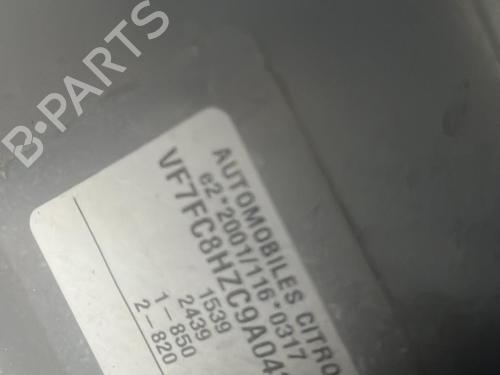 B-PARTS
AUTOMOBILES CITRO
e2*2001/116*0317
VF7FC8HZC9A04
1539
2439
1-850
2-820